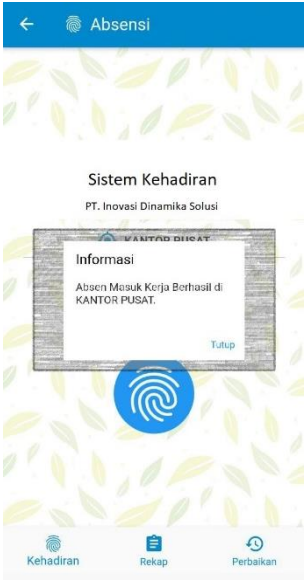 Absensi
Sistem Kehadiran
PT. Inovasi Dinamika Solusi
KANTOR PUSAT
Informasi
Absen Masuk Kerja Berhasil di
KANTOR PUSAT.
Tutup
Kehadiran
Rekap
Perbaikan